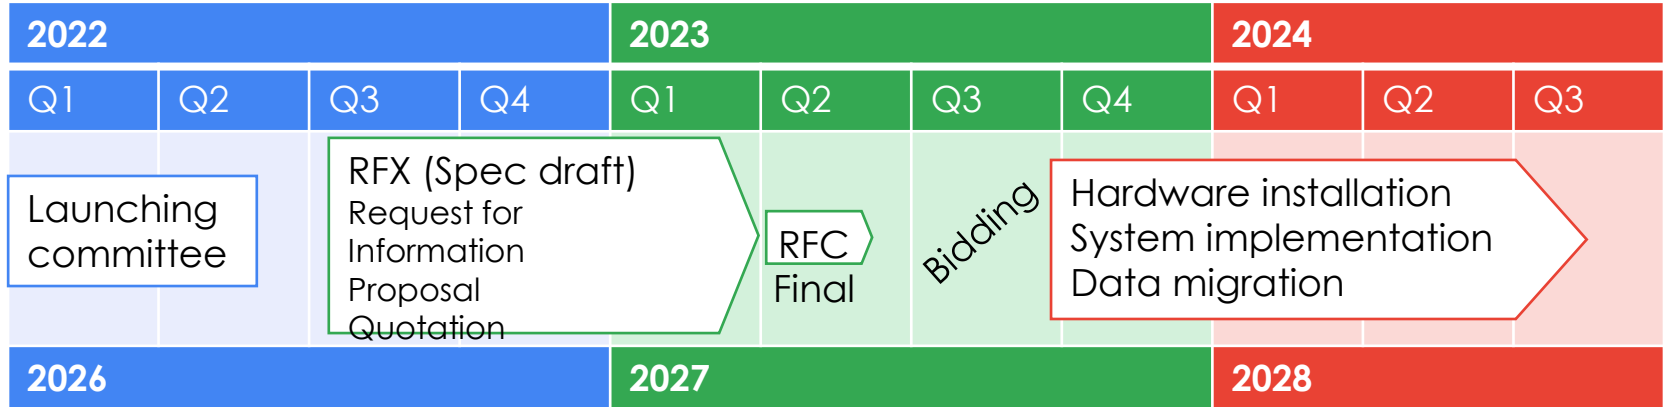 2022 2023 2024
Q1 Q2 Q3 Q4 Q1 Q2 Q3 Q4 Q1 Q2 Q3
Launching
committee
RFX (Spec draft)
Request for
Information
Proposal
Quotation
RFC
Final
Bidding
Hardware installation
System implementation
Data migration
2026 2027 2028